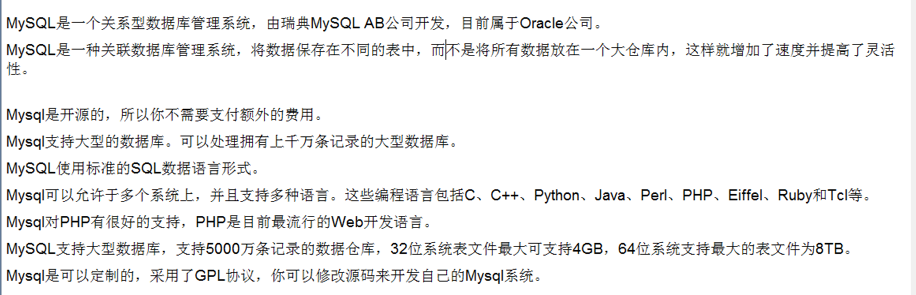 MySQL是一个关系型数据库管理系统，由瑞典MySQL AB公司开发，目前属于Oracle公司。
MySQL是一种关联数据库管理系统，将数据保存在不同的表中，而不是将所有数据放在一个大仓库内，这样就增加了速度并提高了灵活
性。
Mysql是开源的，所以你不需要支付额外的费用。
Mysql支持大型的数据库。可以处理拥有上千万条记录的大型数据库。
MySQL使用标准的SQL数据语言形式。
Mysql可以允许于多个系统上，并且支持多种语言。这些编程语言包括C、C++、Python、Java、Perl、PHP、Eiffel、Ruby和Tcl等。
Mysql对PHP有很好的支持，PHP是目前最流行的Web开发语言。
MySQL支持大型数据库，支持5000万条记录的数据仓库，32位系统表文件最大可支持4GB，64位系统支持最大的表文件为8TB。
Mysql是可以定制的，采用了GPL协议，你可以修改源码来开发自己的Mysql系统。